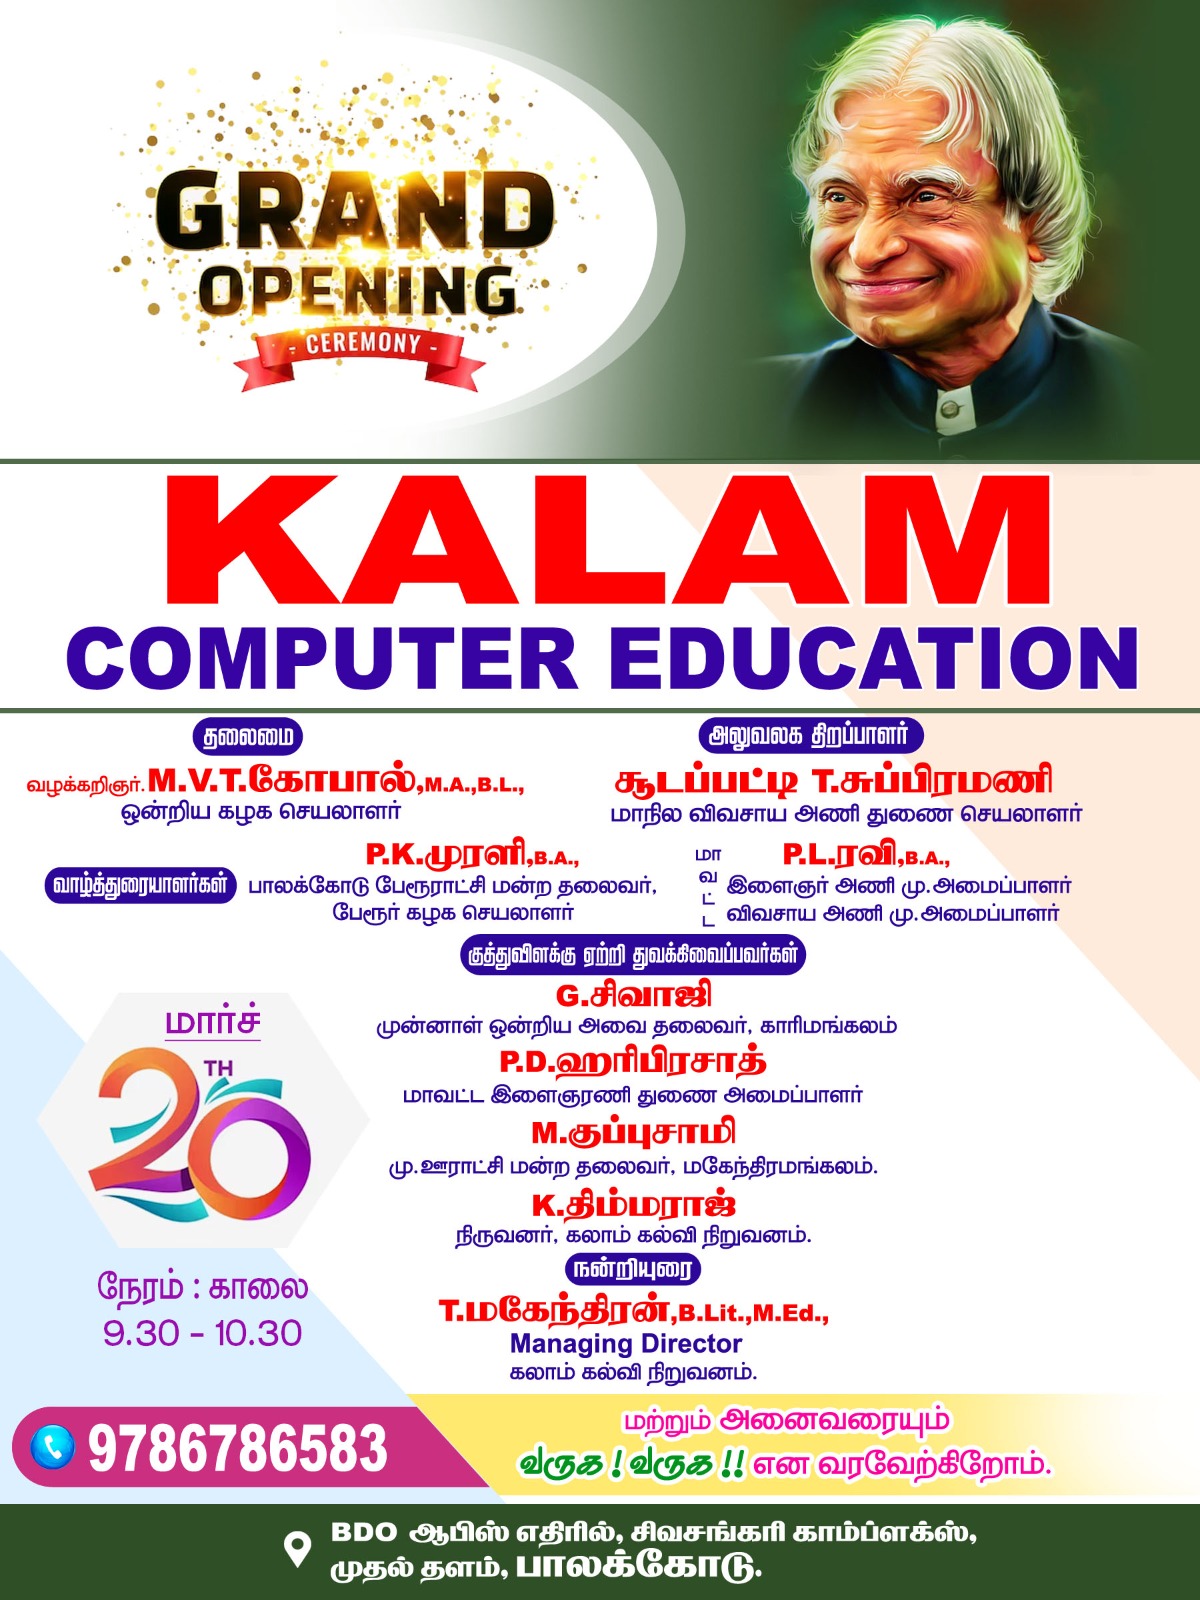 GRAND
OPENING
- CEREMONY -
KALAM
COMPUTER EDUCATION
தலைமை
வழக்கறிஞர்.M.V.T.கோபால்,M.A.,B.L.,
ஒன்றிய கழக செயலாளர்
அலுவலக திறப்பாளர்
சூடப்பட்டி T.சுப்பிரமணி
மாநில விவசாய அணி துணை செயலாளர்
வாழ்த்துரையாளர்கள்
P.K.முரளி,B.A.,
பாலக்கோடு பேரூராட்சி மன்ற தலைவர்,
பேரூர் கழக செயலாளர்
P.L.ரவி,B.A.,
மாவட்ட
இளைஞர் அணி மு.அமைப்பாளர்
விவசாய அணி மு.அமைப்பாளர்
குத்துவிளக்கு ஏற்றி துவக்கிவைப்பவர்கள்
G.சிவாஜி
முன்னாள் ஒன்றிய அவை தலைவர், காரிமங்கலம்
P.D.ஹரிபிரசாத்
மாவட்ட இளைஞரணி துணை அமைப்பாளர்
M.குப்புசாமி
மு.ஊராட்சி மன்ற தலைவர், மகேந்திரமங்கலம்.
K.திம்மராஜ்
நிருவனர், கலாம் கல்வி நிறுவனம்.
நன்றியுரை
T.மகேந்திரன்,B.Lit.,M.Ed.,
Managing Director
கலாம் கல்வி நிறுவனம்.
மார்ச்
20TH
நேரம் : காலை
9.30 - 10.30
9786786583
மற்றும் அனைவரையும்
வருக ! வருக !! என வரவேற்கிறோம்.
BDO ஆபிஸ் எதிரில், சிவசங்கரி காம்ப்ளக்ஸ்,
முதல் தளம், பாலக்கோடு.